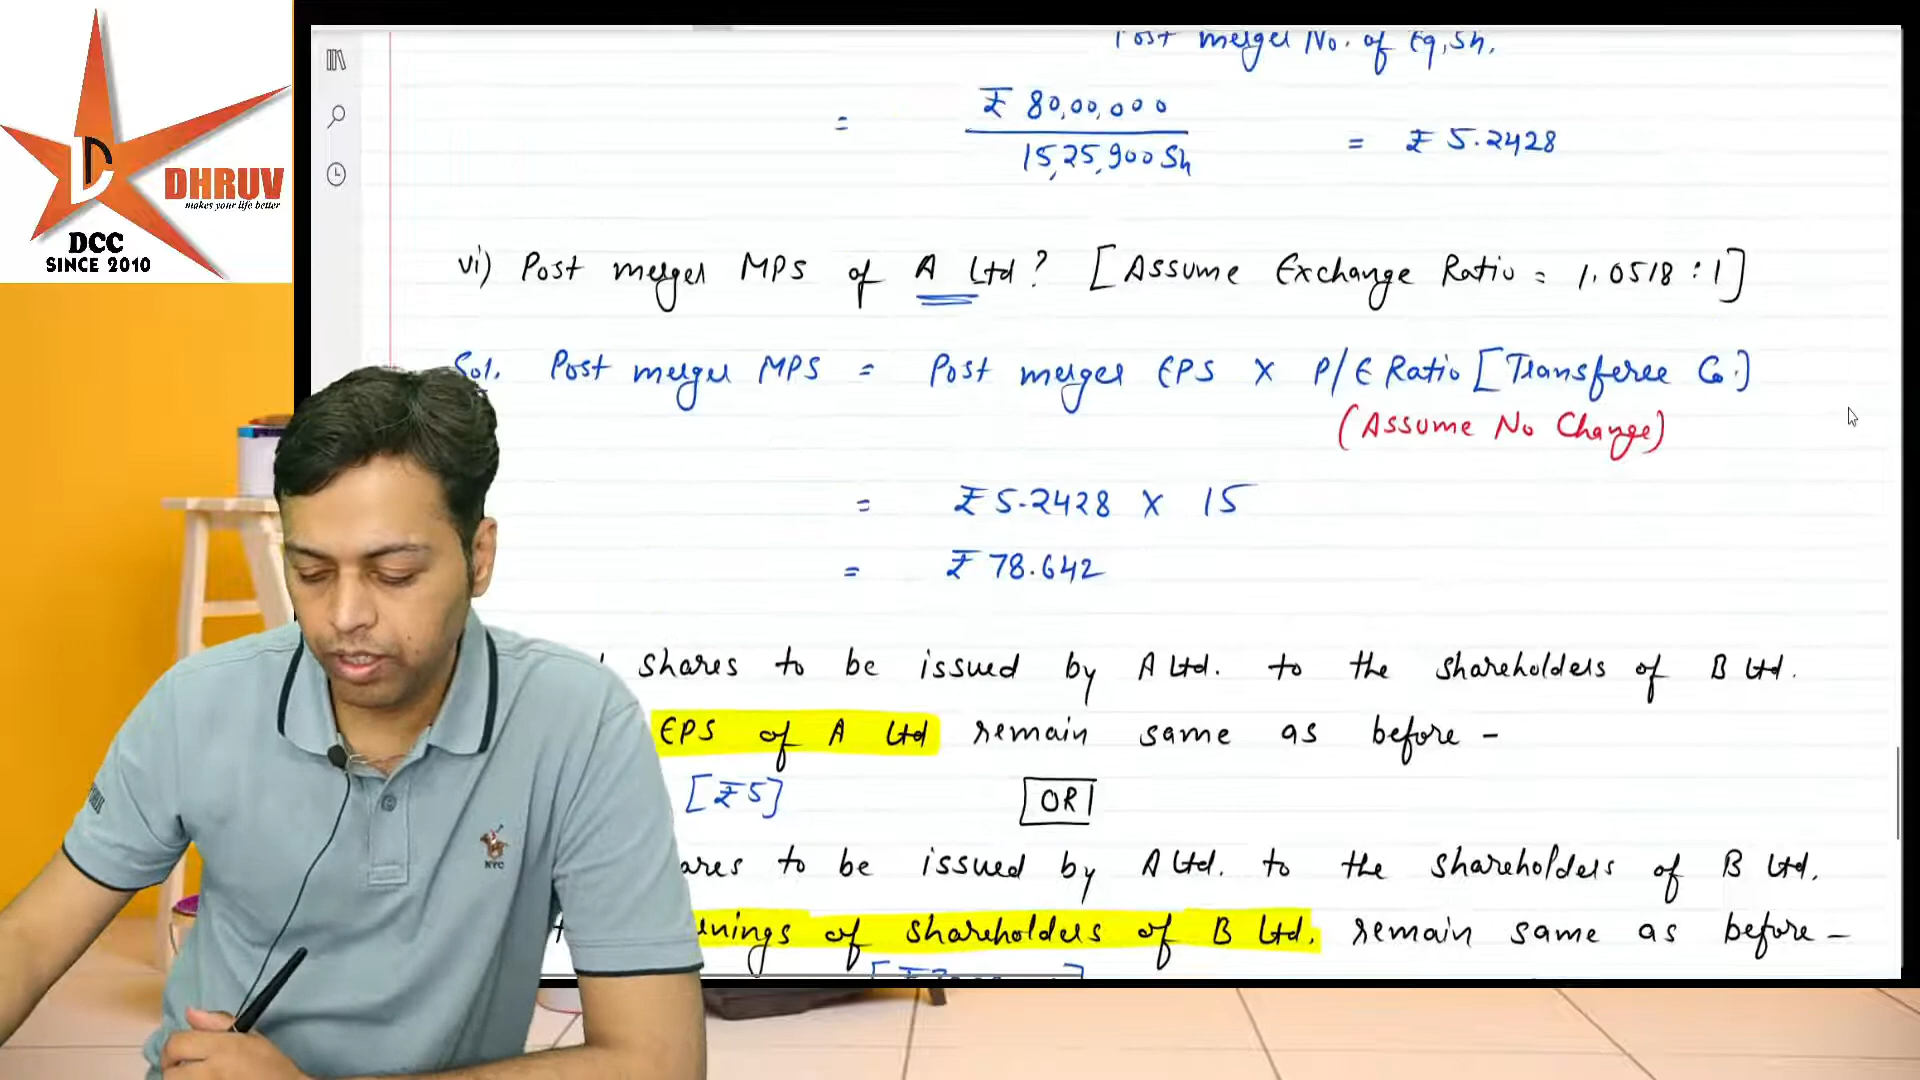 DHRUV
makes your life better
DCC
SINCE 2010
Post merger No. of Eq. Sh.
= ₹ 80,00,000 / 15,25,900 Sh = ₹ 5.2428
vi) Post merger MPS of A Ltd? [Assume Exchange Ratio = 1.0518 : 1]
Sol. Post merger MPS = Post merger EPS X P/E Ratio [Transferee Co.]
(Assume No Change)
= ₹ 5.2428 X 15
= ₹ 78.642
shares to be issued by A Ltd. to the shareholders of B Ltd.
EPS of A Ltd remain same as before -
[₹5] OR
to be issued by A Ltd. to the shareholders of B Ltd.
of shareholders of B Ltd. remain same as before -
NYC